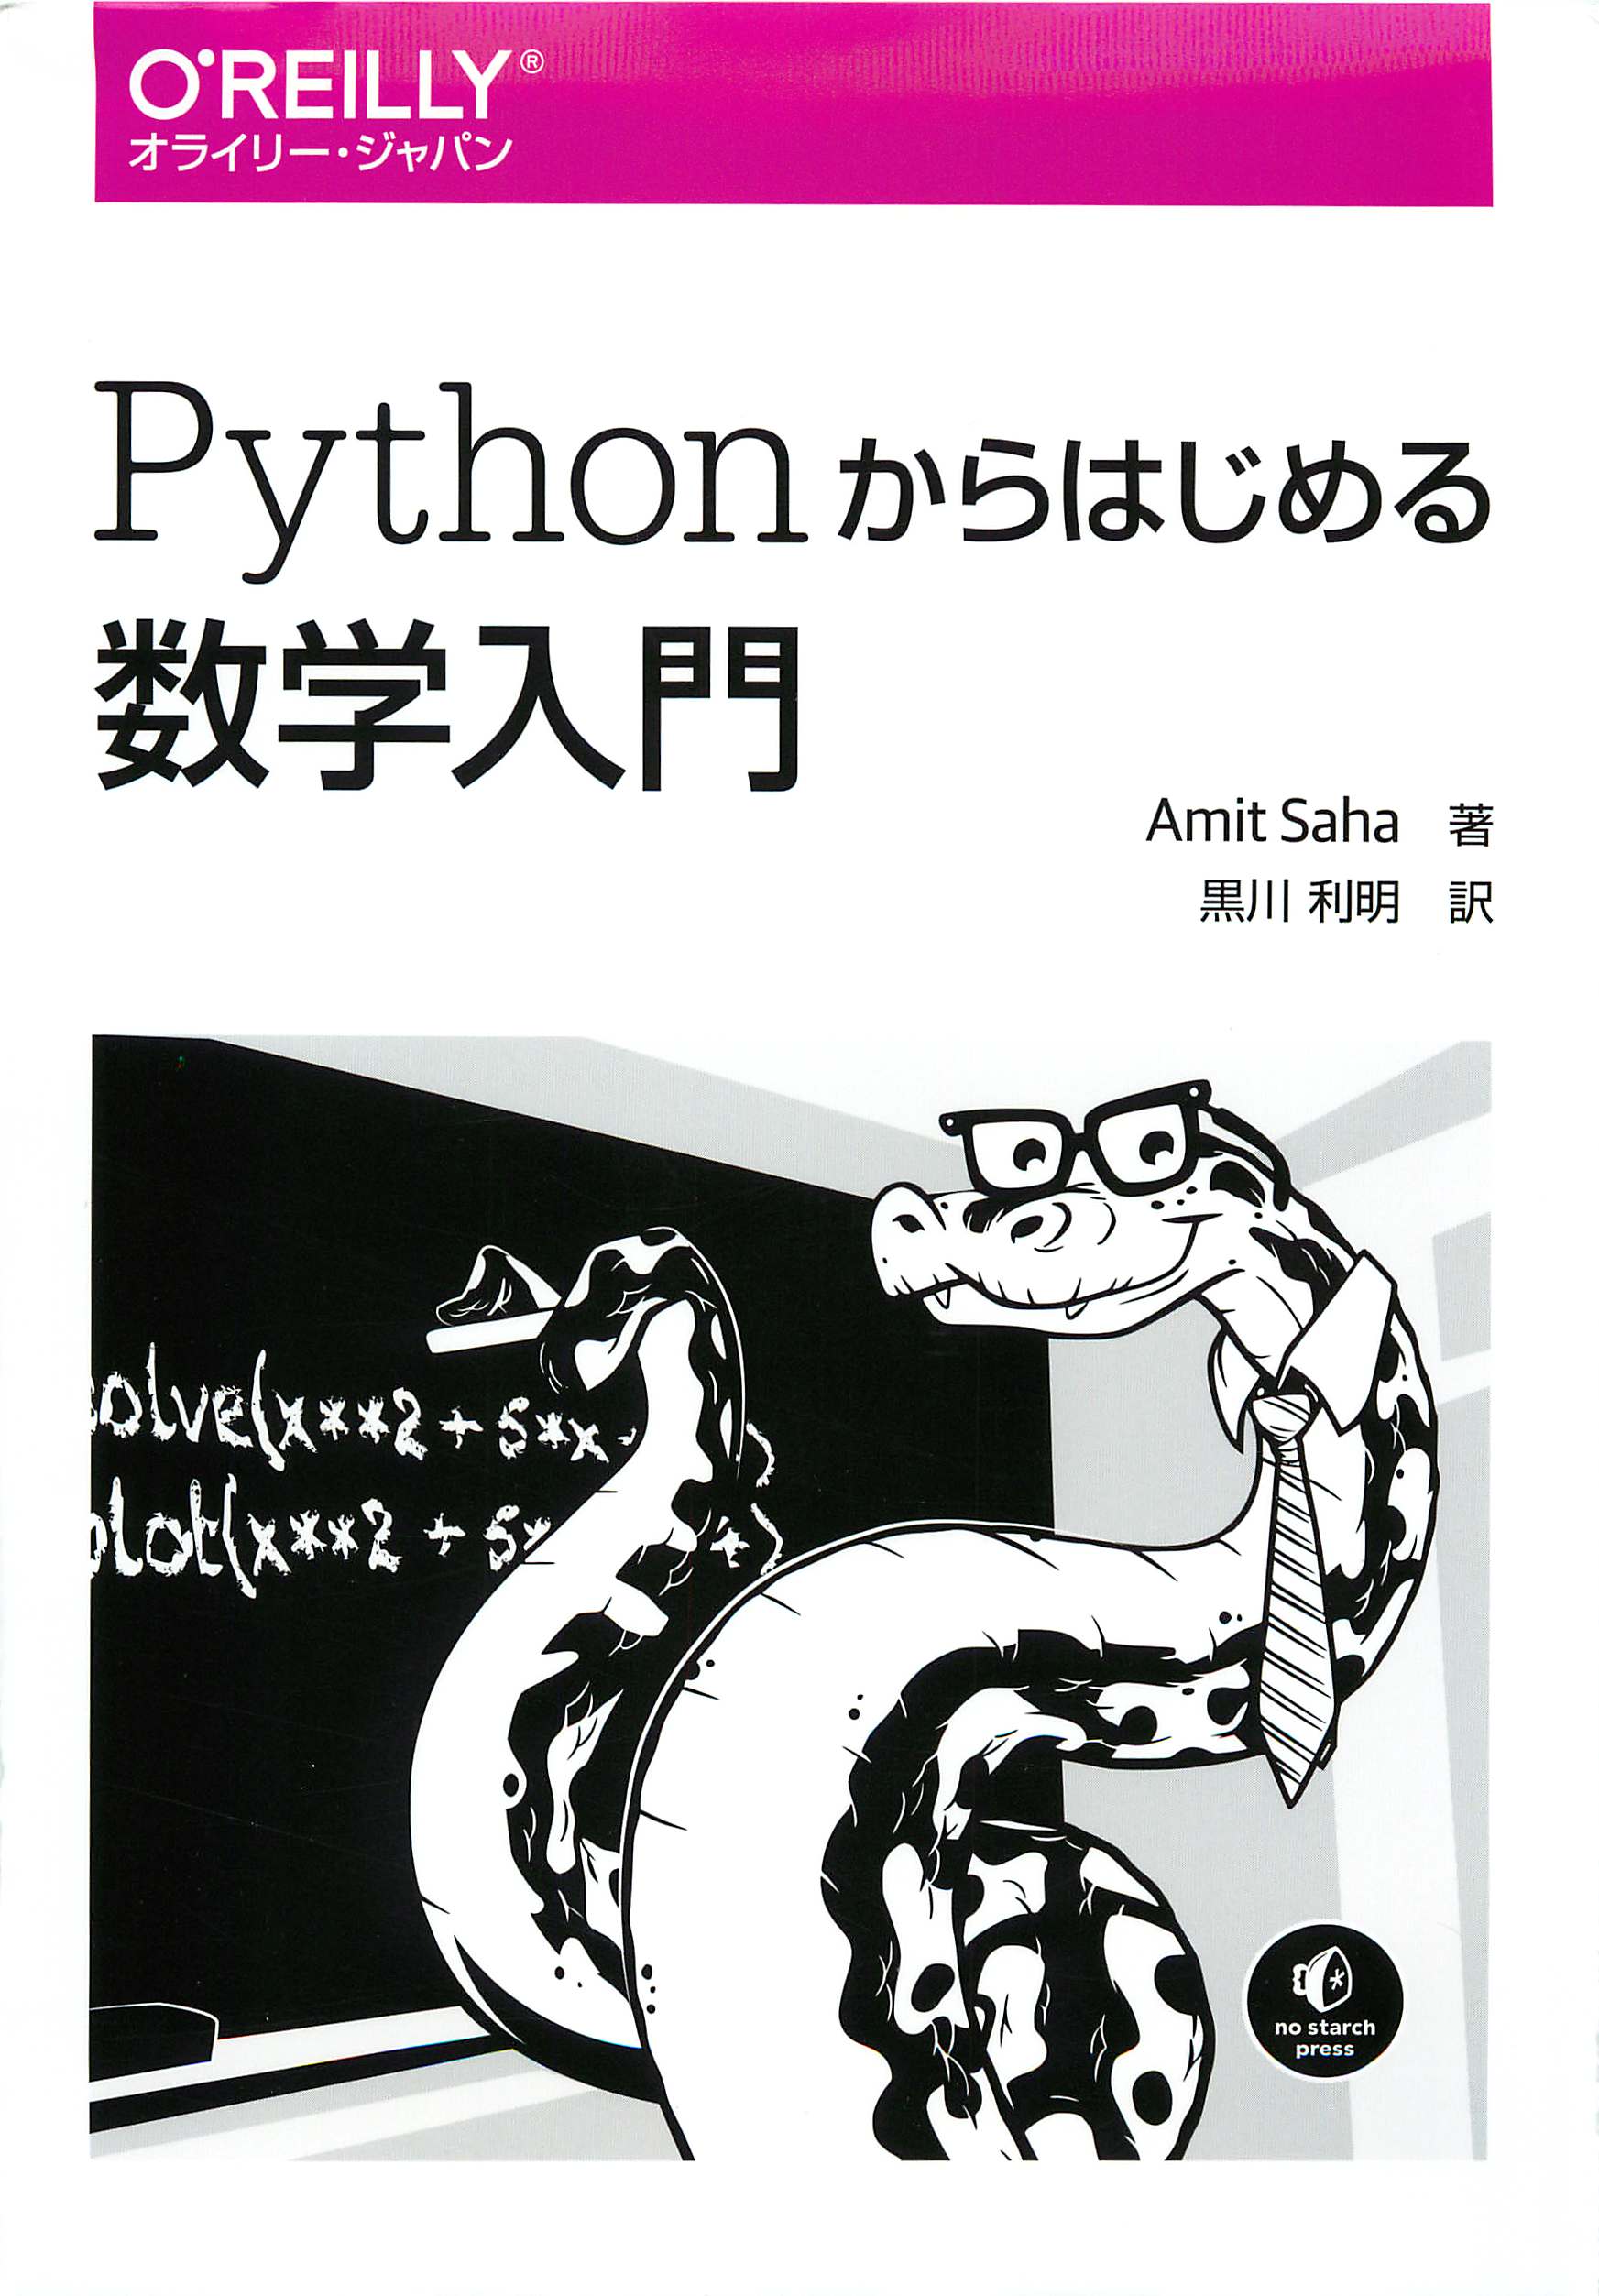 O'REILLY®
オライリー・ジャパン
Pythonからはじめる
数学入門
Amit Saha 著
黒川 利明 訳
solve(x**2 + 5*x- )
plot(x**2 + 5* *)
no starch
press